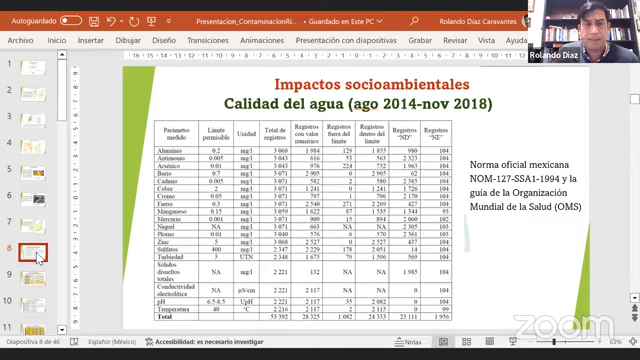 Autoguardado
Presentacion_ContaminacionRi... • Guardado en Este PC
Rolando Díaz Caravantes
Archivo Inicio Insertar Dibujar Diseño Transiciones Animaciones Presentación con diapositivas Grabar Revisar Vista Ayuda
Rolando Díaz
Impactos socioambientales
Calidad del agua (ago 2014-nov 2018)
Parámetro medido Límite permisible Unidad Total de registros Registros con valor numérico Registros fuera del límite Registros dentro del límite Registros "ND" Registros "NE"
Aluminio 0.2 mg/l 3 068 1 984 129 1 855 980 104
Antimonio 0.005 mg/l 3 043 616 53 563 2 323 104
Arsénico 0.01 mg/l 3 043 976 224 752 1 963 104
Bario 0.7 mg/l 3 071 2 905 0 2 905 62 104
Cadmio 0.005 mg/l 3 071 582 2 580 2 385 104
Cobre 2 mg/l 3 071 1 241 0 1 241 1 726 104
Cromo 0.05 mg/l 3 071 797 1 796 2 170 104
Fierro 0.3 mg/l 3 071 2 540 271 2 269 427 104
Manganeso 0.15 mg/l 3 059 1 622 87 1 535 1 344 93
Mercurio 0.001 mg/l 3 071 909 15 894 2 060 102
Níquel NA mg/l 3 071 663 NA NA 2 305 103
Plomo 0.01 mg/l 3 040 576 6 570 2 361 103
Zinc 5 mg/l 3 068 2 527 0 2 527 437 104
Sulfatos 400 mg/l 2 347 2 229 178 2 051 14 104
Turbiedad 5 UTN 2 348 1 675 79 1 596 569 104
Sólidos disueltos totales NA mg/l 2 221 132 NA NA 1 985 104
Conductividad electrolítica NA µS/cm 2 221 2 117 NA NA 0 104
pH 6.5-8.5 UpH 2 221 2 117 35 2 082 0 104
Temperatura 40 °C 2 216 2 117 2 2 115 0 99
Total 53 392 28 325 1 082 24 333 23 111 1 956
Norma oficial mexicana
NOM-127-SSA1-1994 y la
guía de la Organización
Mundial de la Salud (OMS)
1
2
3
4
5
6
7
8
9
10
11
zoom
Diapositiva 8 de 46 Español (México) Accesibilidad: es necesario investigar
63%